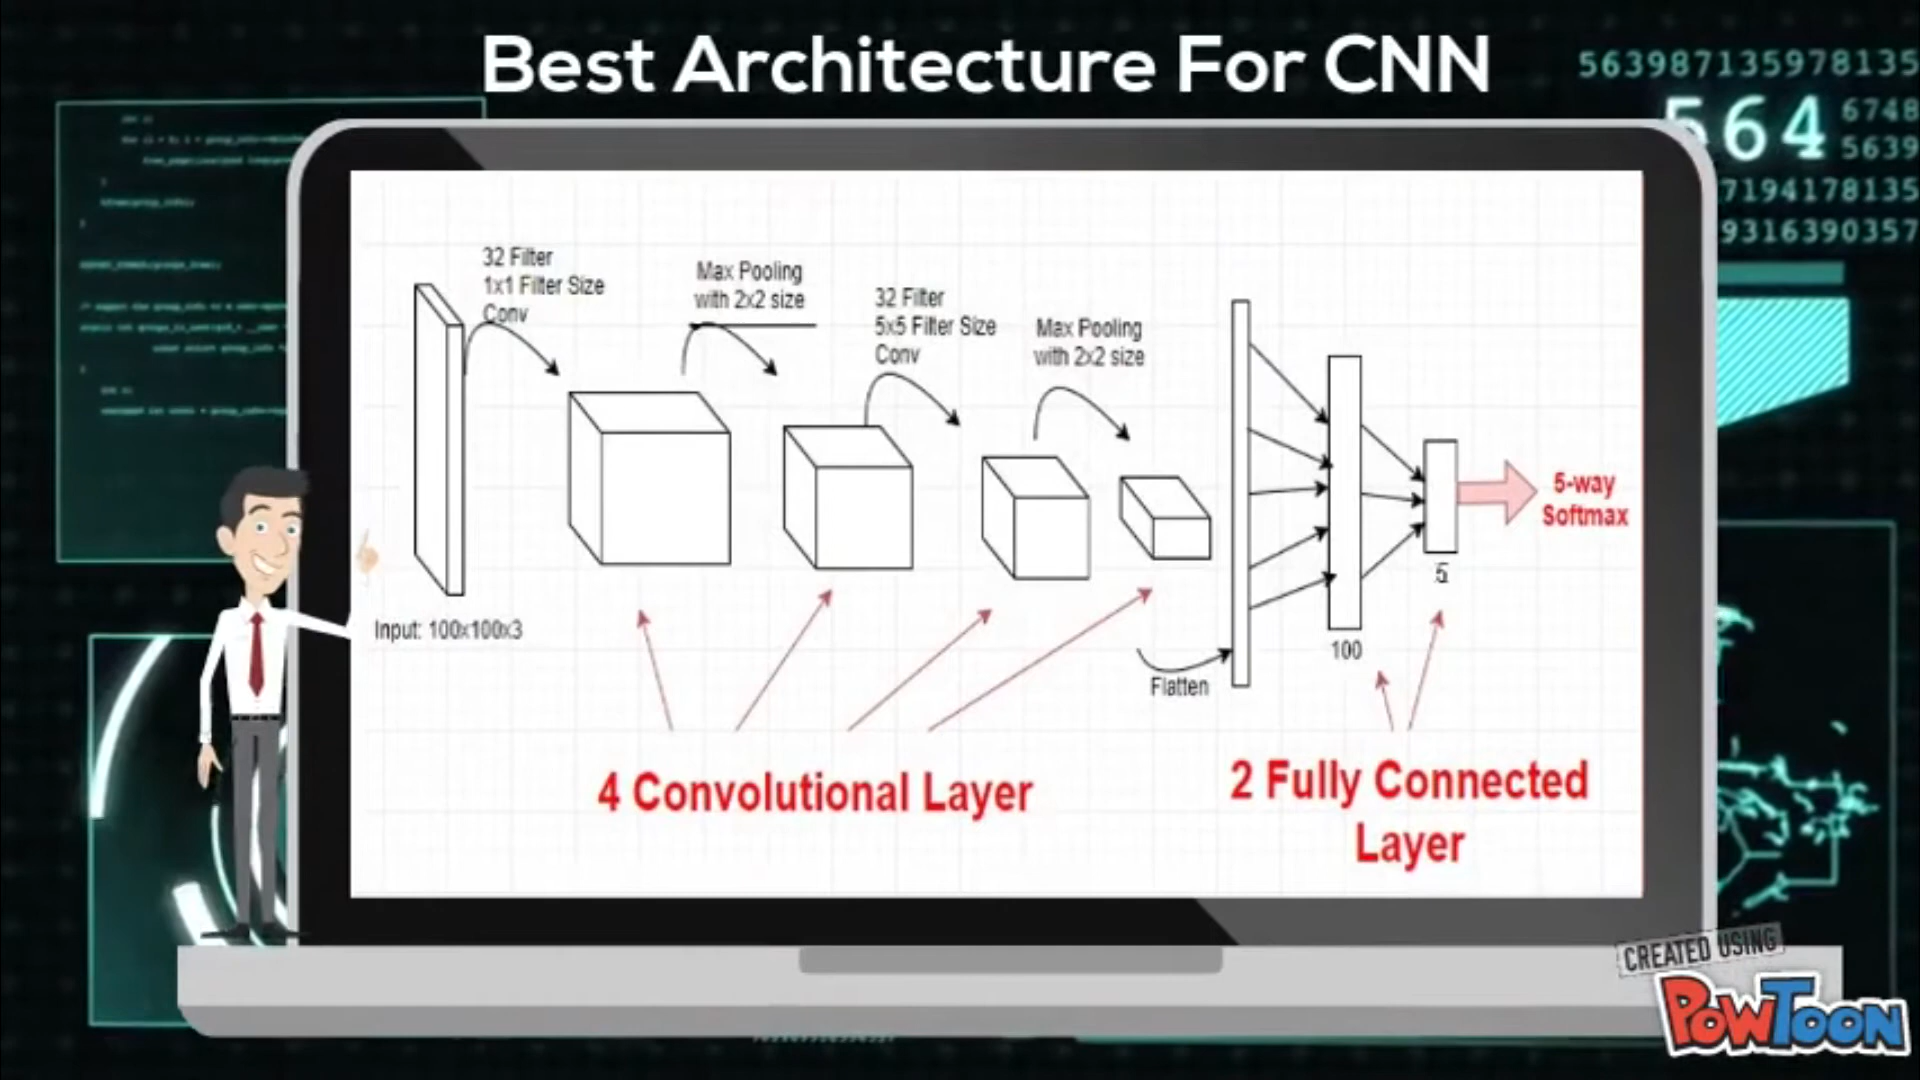 Best Architecture For CNN
563987135978135
564
6748
5639
7194178135
9316390357
32 Filter
1x1 Filter Size
Conv
Max Pooling
with 2x2 size
32 Filter
5x5 Filter Size
Conv
Max Pooling
with 2x2 size
Input: 100x100x3
Flatten
100
5
5-way
Softmax
4 Convolutional Layer
2 Fully Connected
Layer
CREATED USING
POWTOON